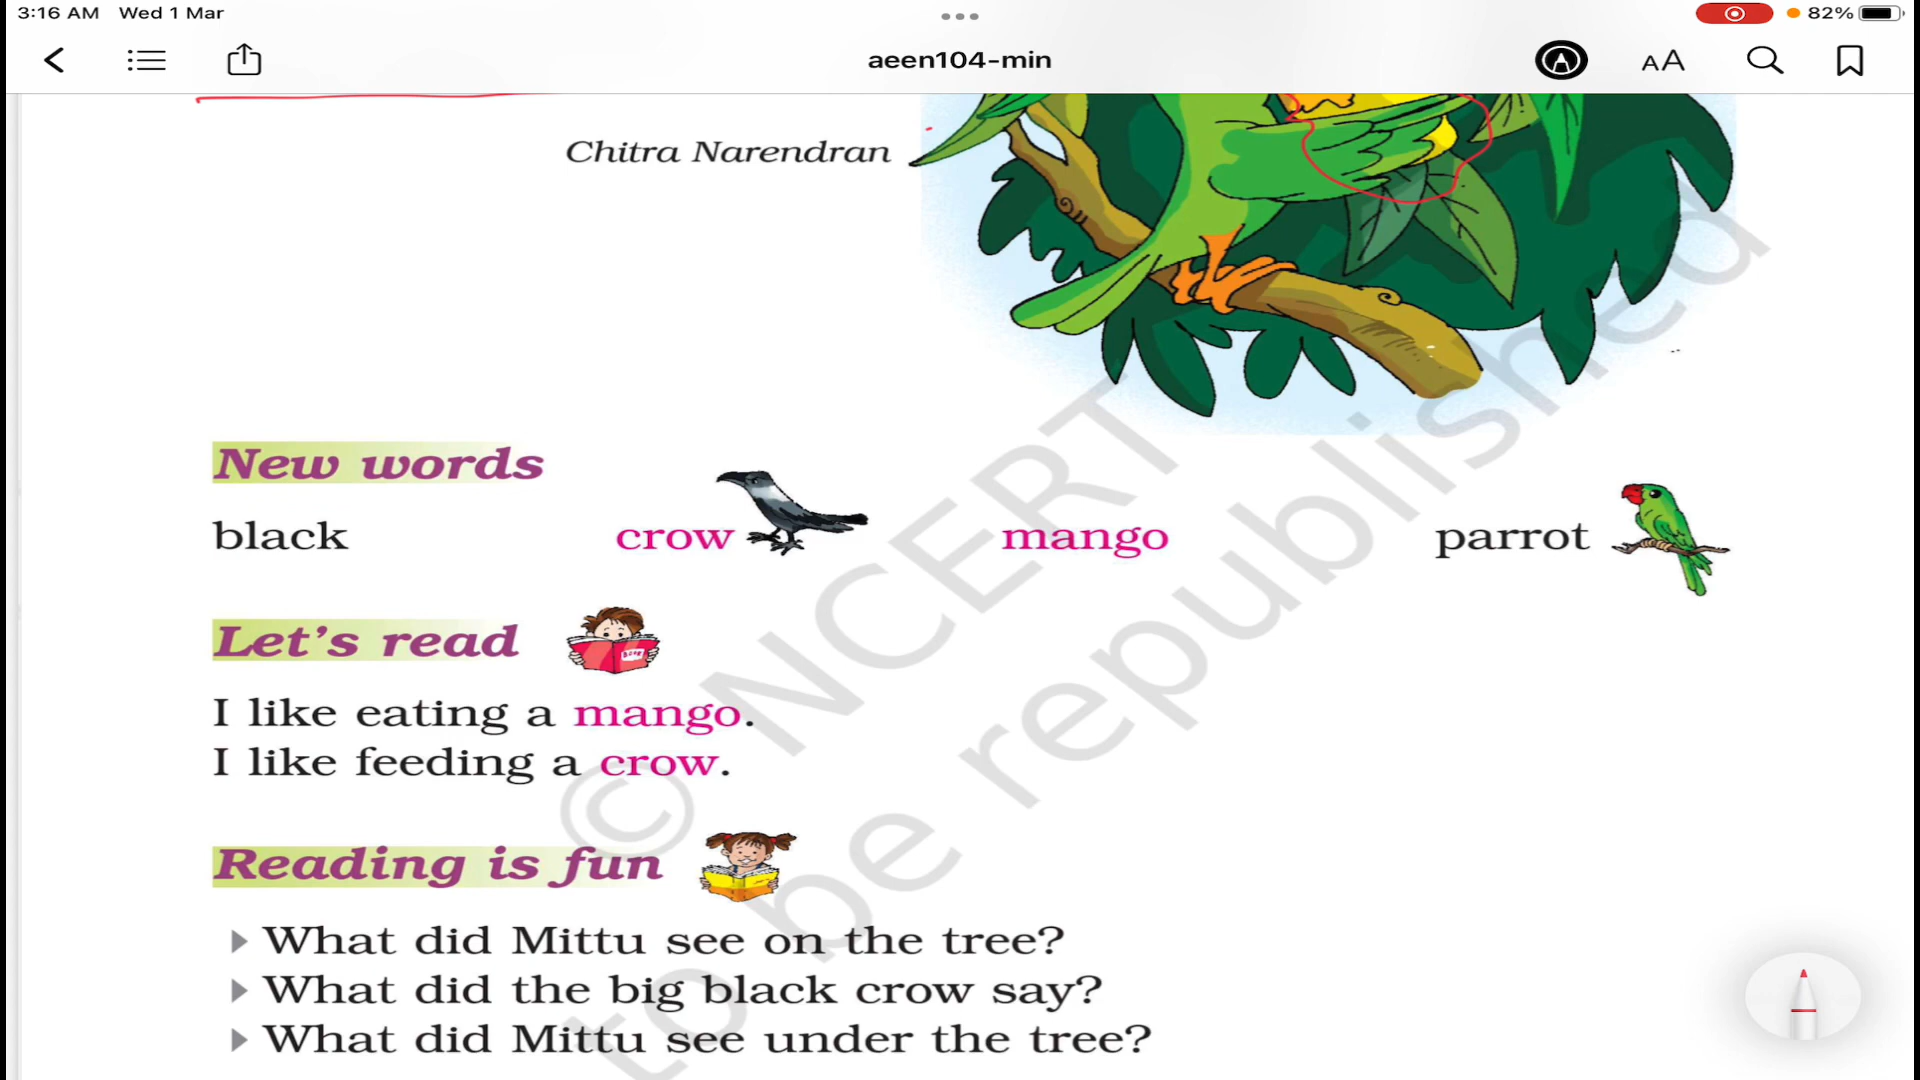 3:16 AM Wed 1 Mar
82%
aeen104-min
AA
Chitra Narendran
New words
black crow mango parrot
Let's read
BOOK
I like eating a mango.
I like feeding a crow.
Reading is fun
What did Mittu see on the tree?
What did the big black crow say?
What did Mittu see under the tree?
© NCERT
to be republished